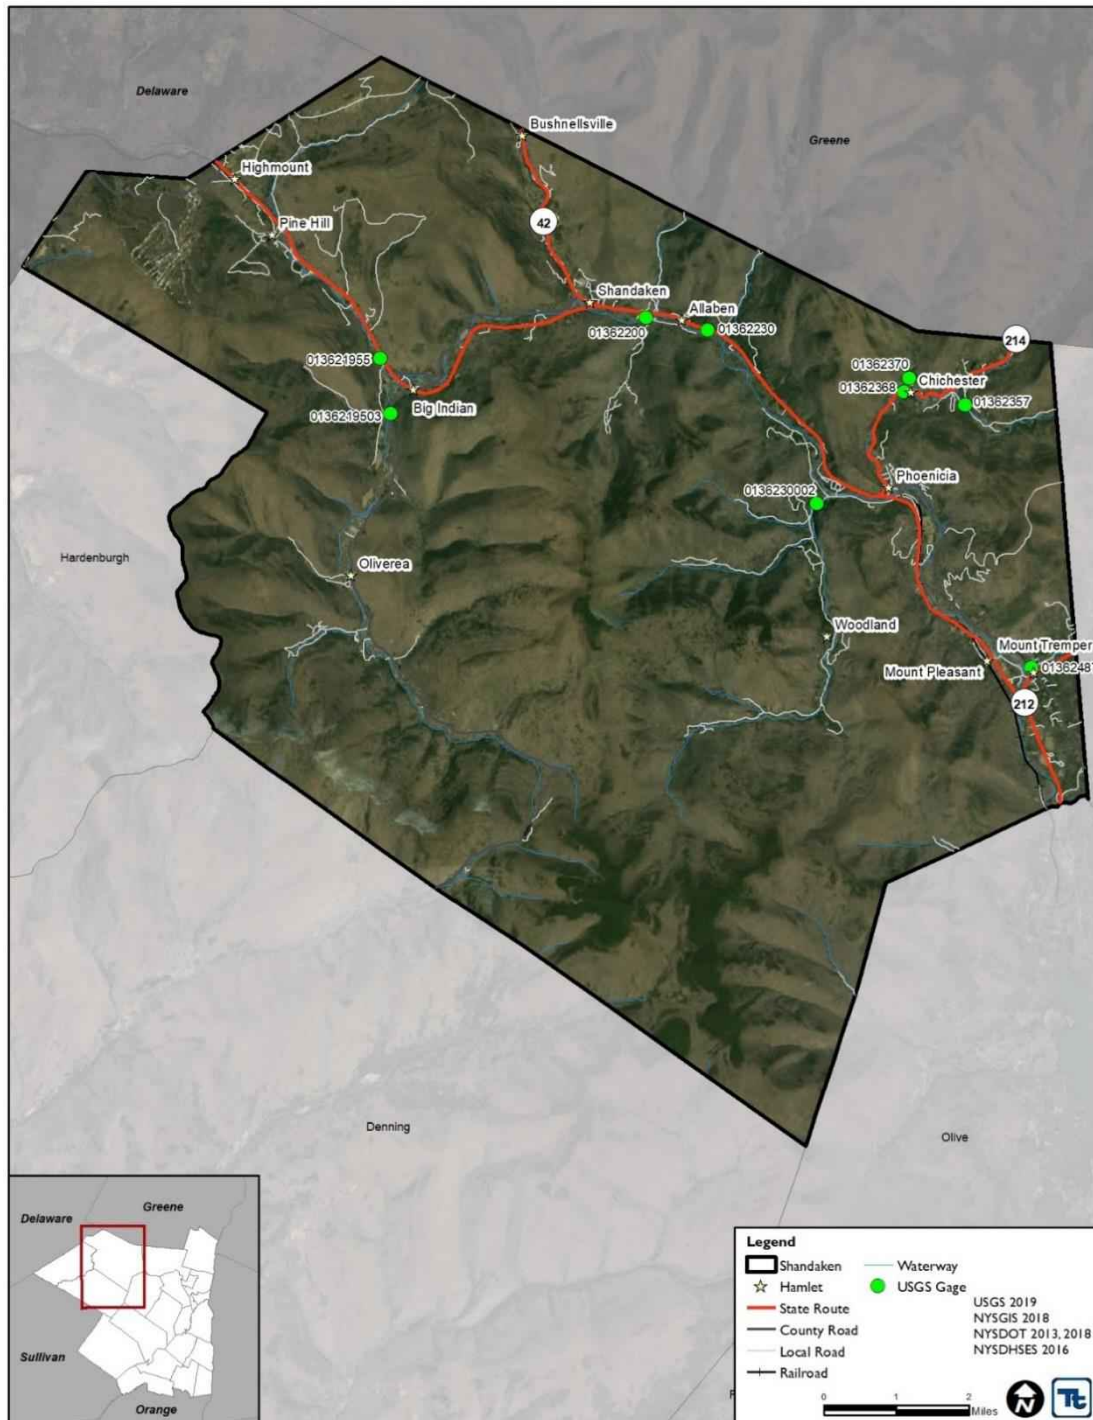 Delaware
Bushnellsville
Greene
Highmount
42
Pine Hill
Shandaken
Allaben
01362200
01362230
214
013621955
01362370
Chichester
01362368
Big Indian
01362357
0136219503
Phoenicia
0136230002
Hardenburgh
Oliverea
Woodland
Mount Tremper
Mount Pleasant
0136248
212
Denning
Olive
Greene
Delaware
Sullivan
Orange
Legend
Shandaken
Waterway
Hamlet
USGS Gage
State Route
USGS 2019
County Road
NYSGIS 2018
Local Road
NYSDOT 2013, 2018
Railroad
NYSDHSES 2016
0 1 2
Miles
N
Tt